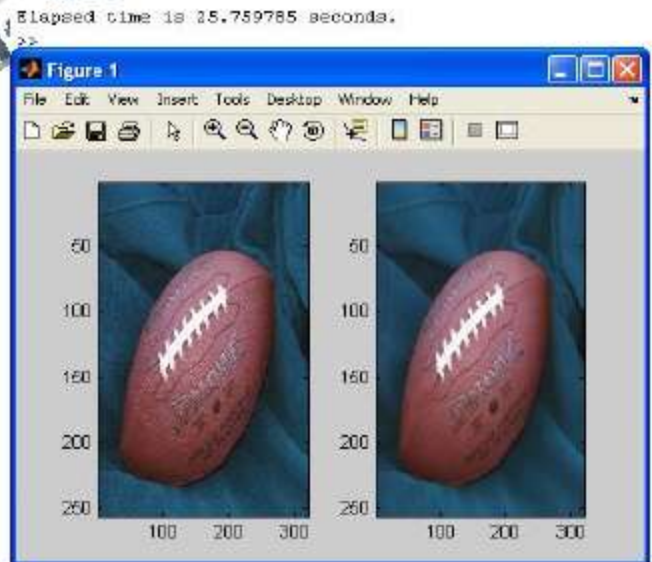 Elapsed time is 25.759785 seconds.
>>
Figure 1
File Edit View Insert Tools Desktop Window Help
50 50
100 100
150 150
200 200
250 250
100 200 300 100 200 300